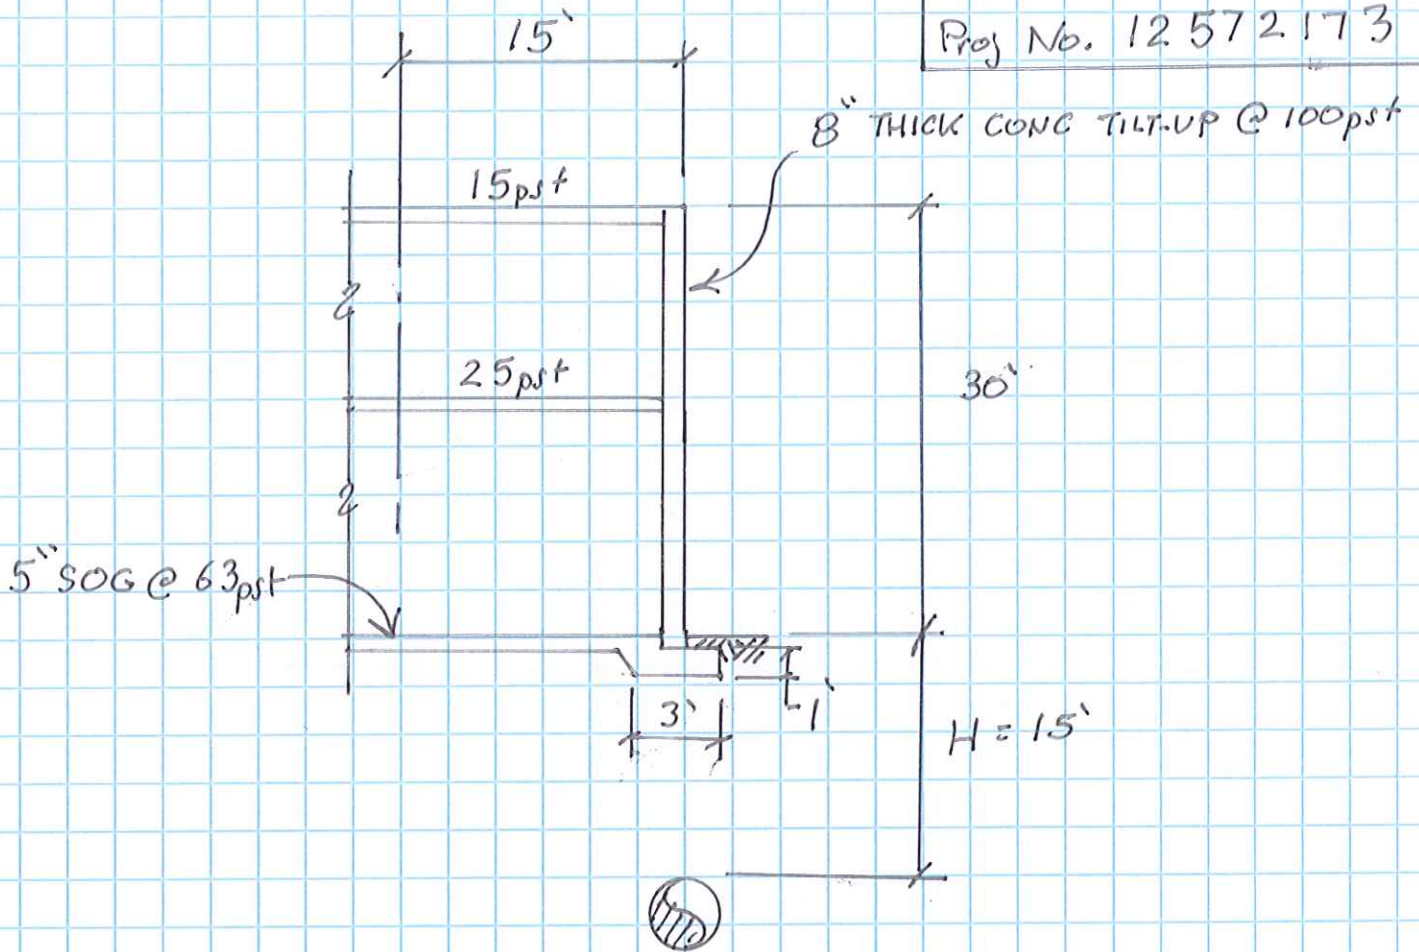 15'
Proj No. 12572173
8" THICK CONC TILT-UP @ 100psf
15psf
25psf
30'
5" SOG @ 63psf
3'
1'
H = 15'